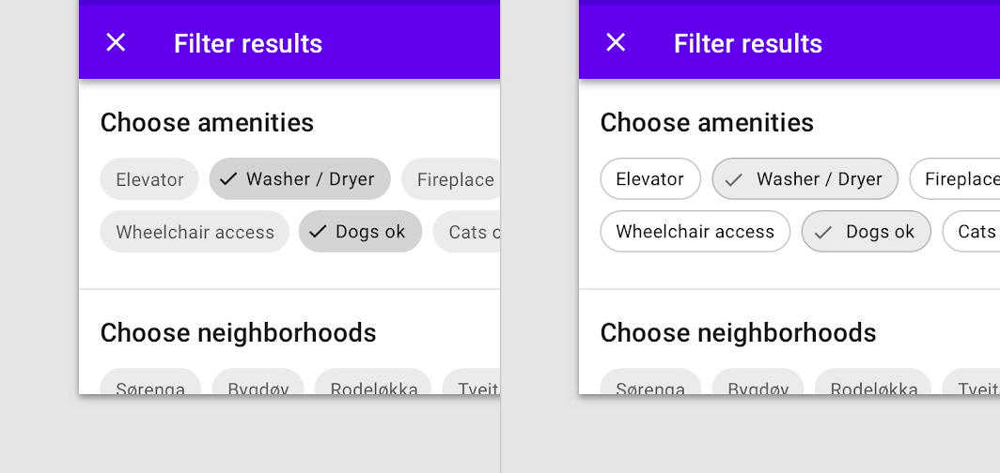 Filter results
Choose amenities
Elevator Washer / Dryer Fireplace
Wheelchair access Dogs ok Cats
Choose neighborhoods
Sørenga Bygdøy Rodeløkka Tveit
Filter results
Choose amenities
Elevator Washer / Dryer Fireplace
Wheelchair access Dogs ok Cats
Choose neighborhoods
Sørenga Bygdøy Rodeløkka Tveit